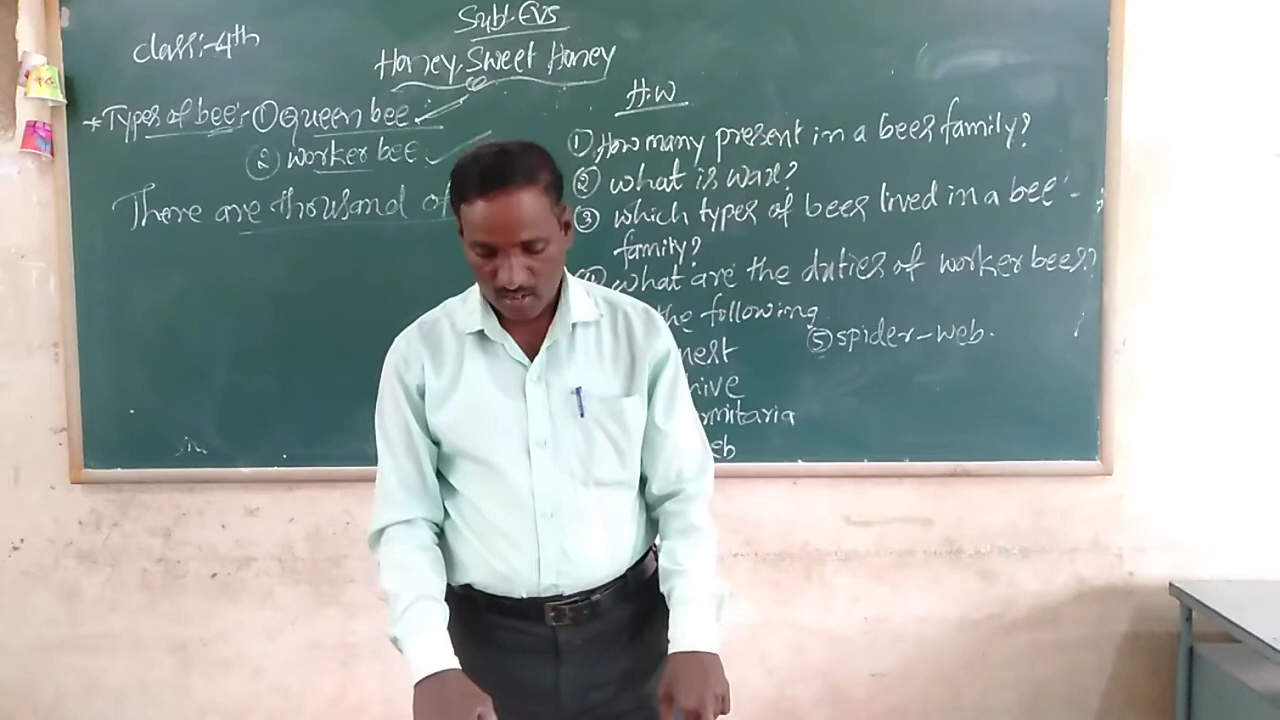 Sub:-EVS
Class:-4th
Honey, Sweet Honey
*Types of bee:- ① Queen bee
② worker bee
There are thousand of
H.W
① How many present in a bees family?
② what is wax?
③ which types of bees lived in a bee -
family?
what are the duties of worker bees?
the following
nest
⑤ spider-web.
hive
rmitaria
eb